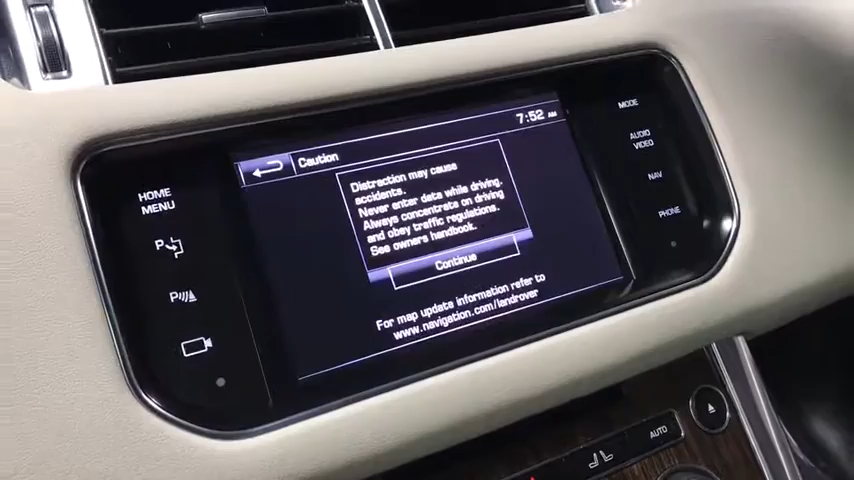 7:52 AM
Caution
Distraction may cause
accidents.
Never enter data while driving.
Always concentrate on driving
and obey traffic regulations.
See owners handbook.
Continue
For map update information refer to
www.navigation.com/landrover
HOME
MENU
P
P
MODE
AUDIO
VIDEO
NAV
PHONE
AUTO